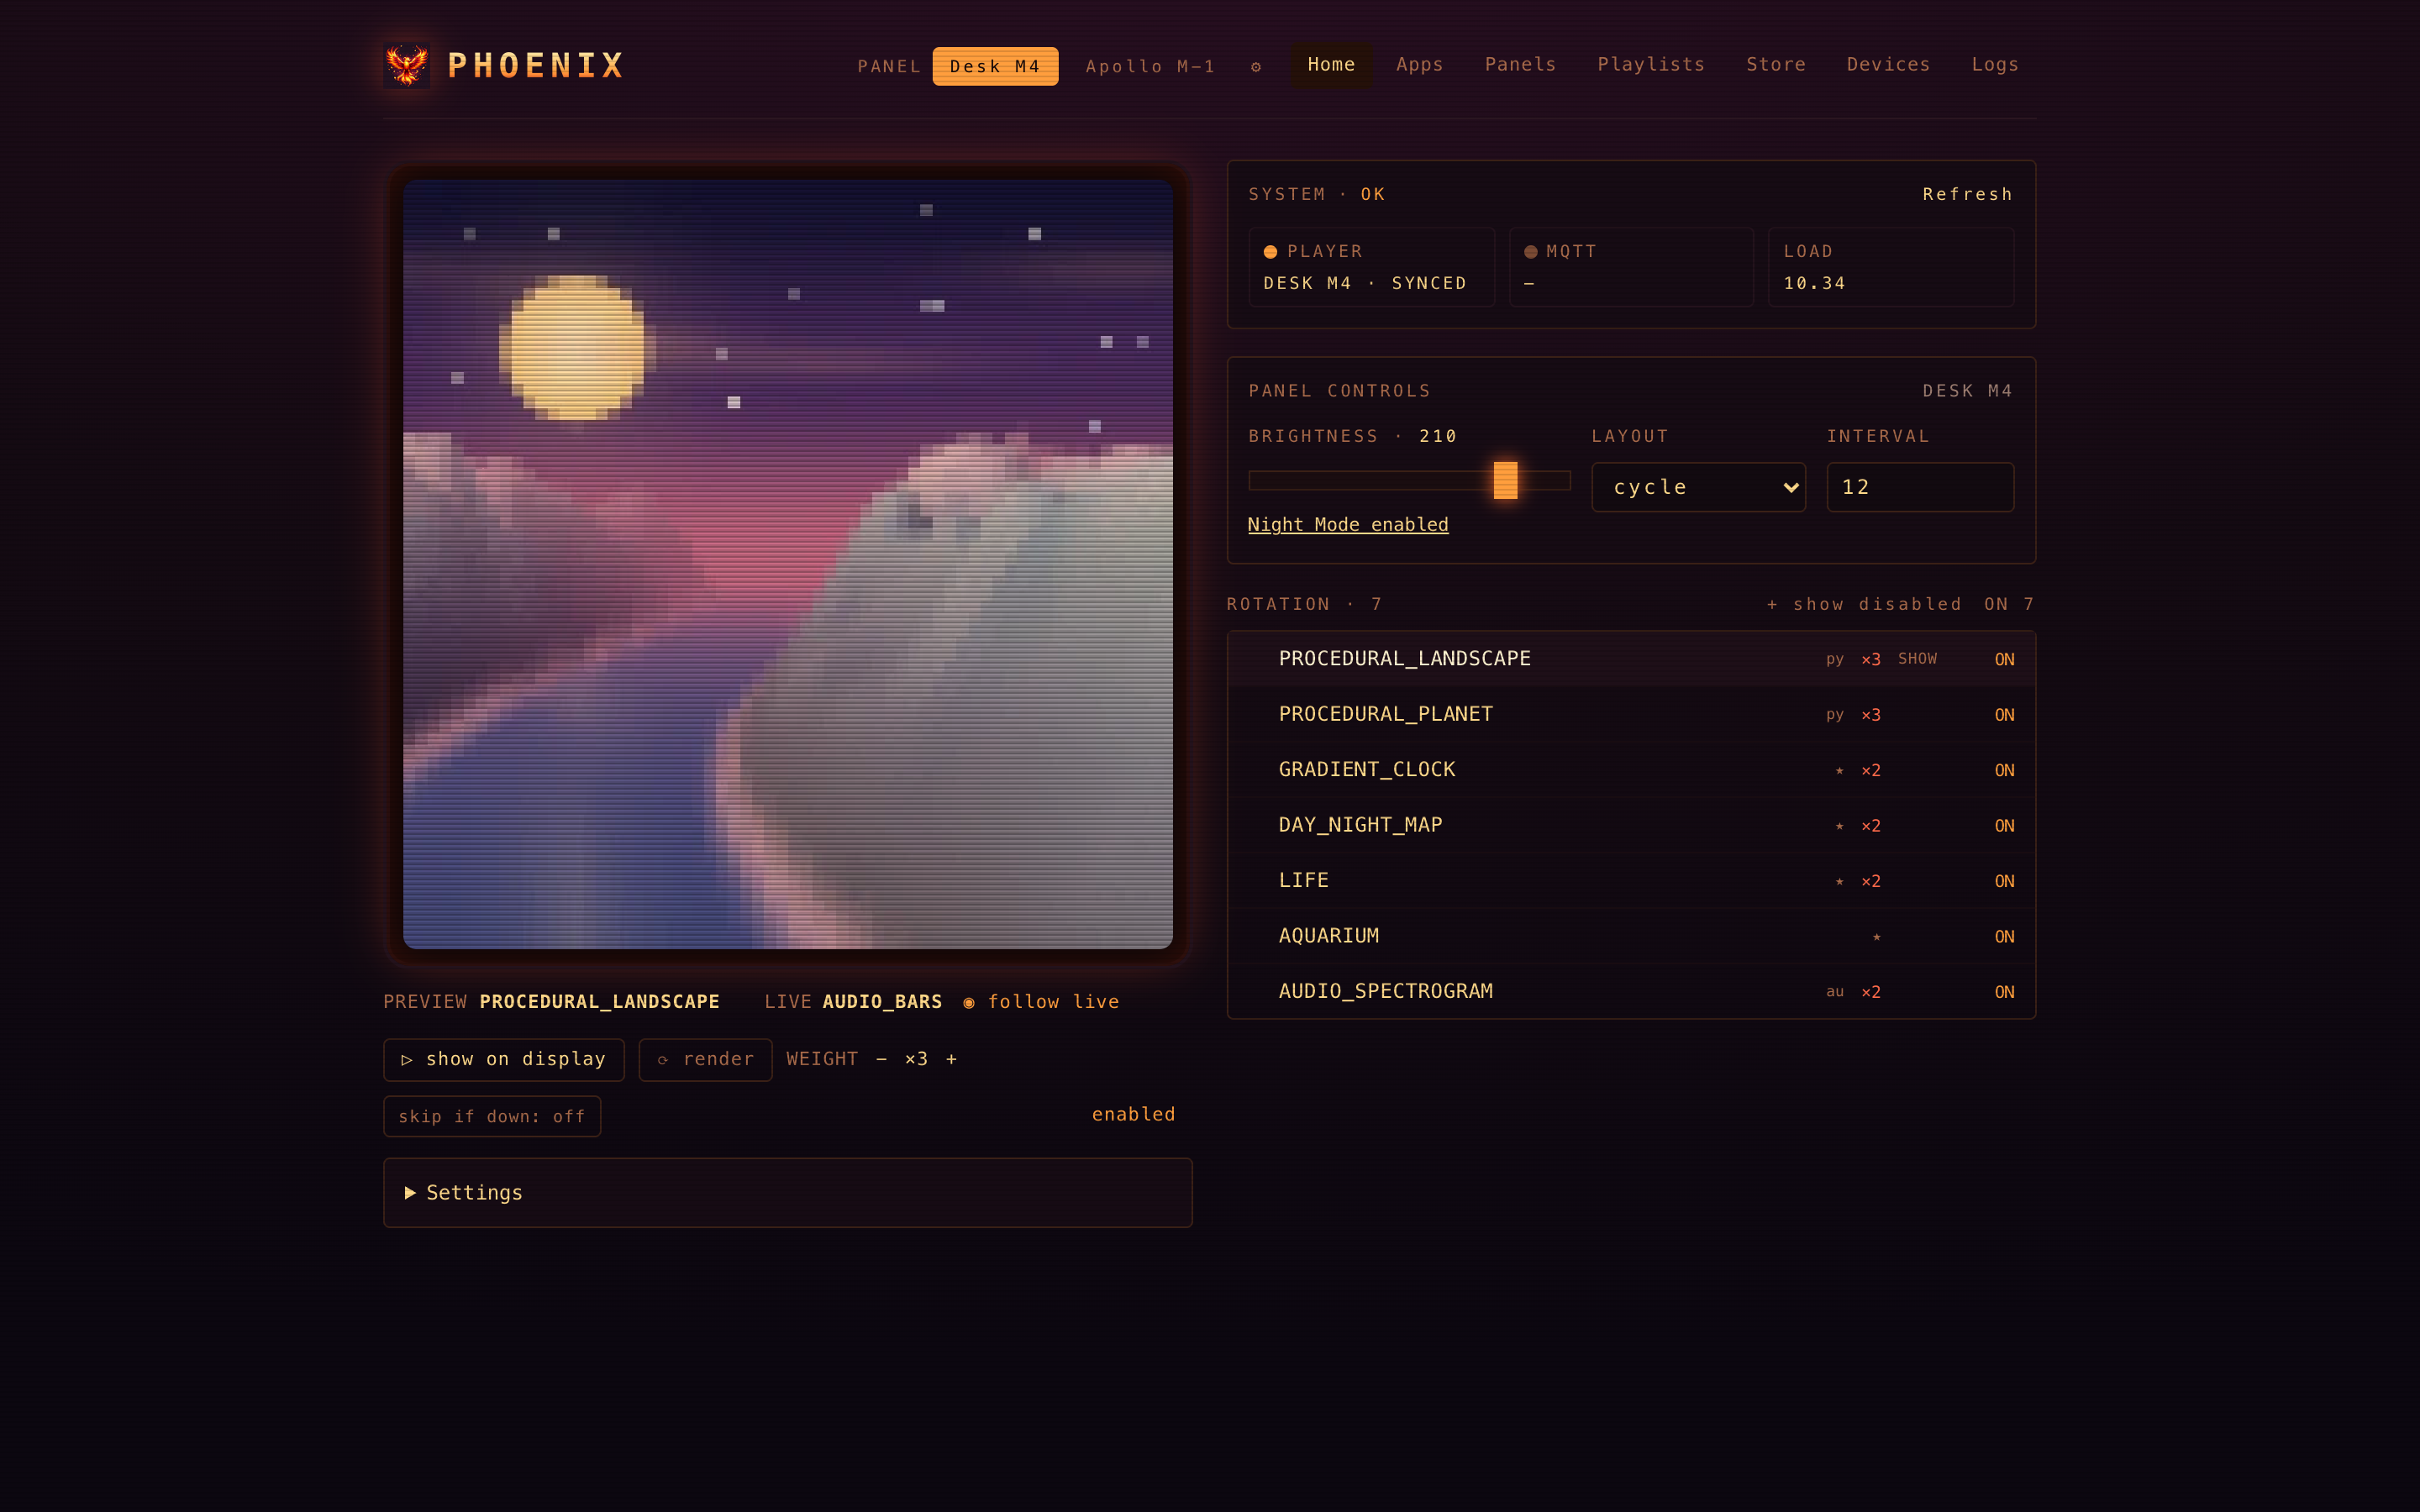 PHOENIX
PANEL Desk M4 Apollo M-1 ⚙ Home Apps Panels Playlists Store Devices Logs
SYSTEM · OK Refresh
PLAYER
DESK M4 · SYNCED
MQTT
—
LOAD
10.34
PANEL CONTROLS DESK M4
BRIGHTNESS · 210
LAYOUT
cycle
INTERVAL
12
Night Mode enabled
ROTATION · 7 + show disabled ON 7
PROCEDURAL_LANDSCAPE py ×3 SHOW ON
PROCEDURAL_PLANET py ×3 ON
GRADIENT_CLOCK ★ ×2 ON
DAY_NIGHT_MAP ★ ×2 ON
LIFE ★ ×2 ON
AQUARIUM ★ ON
AUDIO_SPECTROGRAM au ×2 ON
PREVIEW PROCEDURAL_LANDSCAPE LIVE AUDIO_BARS ◉ follow live
▷ show on display ⟳ render WEIGHT − ×3 +
skip if down: off enabled
▶ Settings